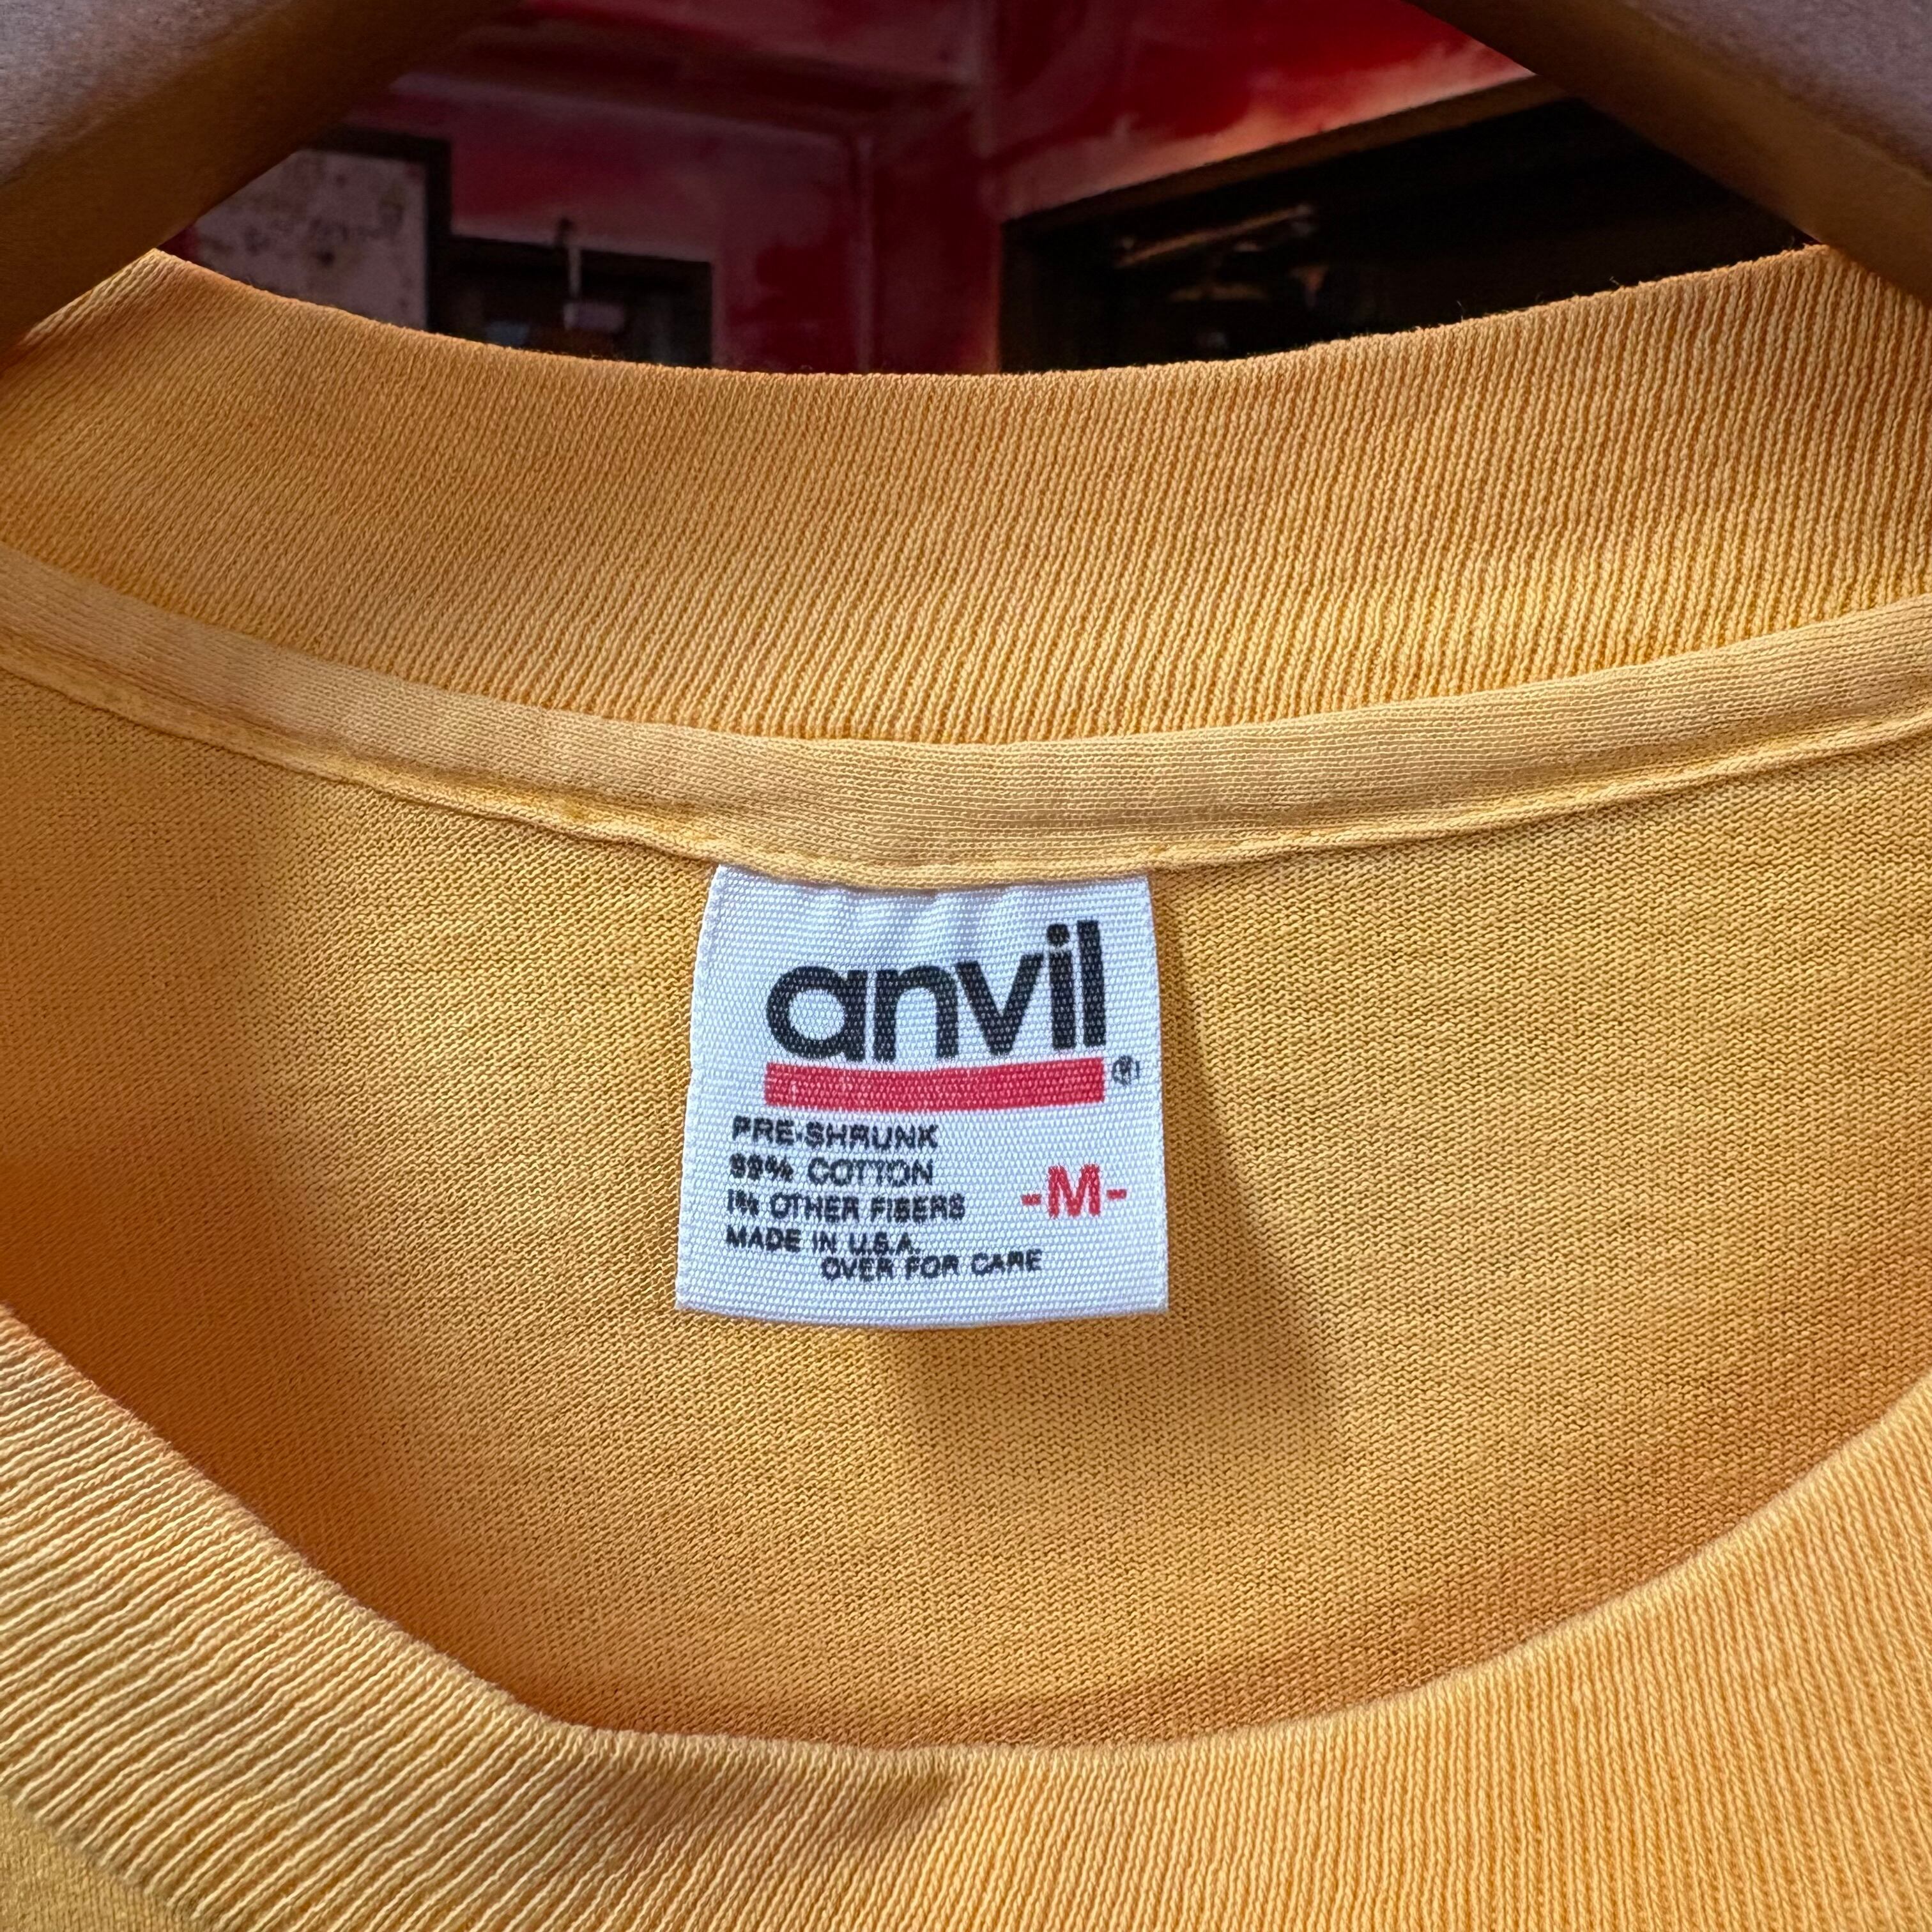 anvil®
PRE-SHRUNK
99% COTTON
1% OTHER FIBERS
-M-
MADE IN U.S.A.
OVER FOR CARE